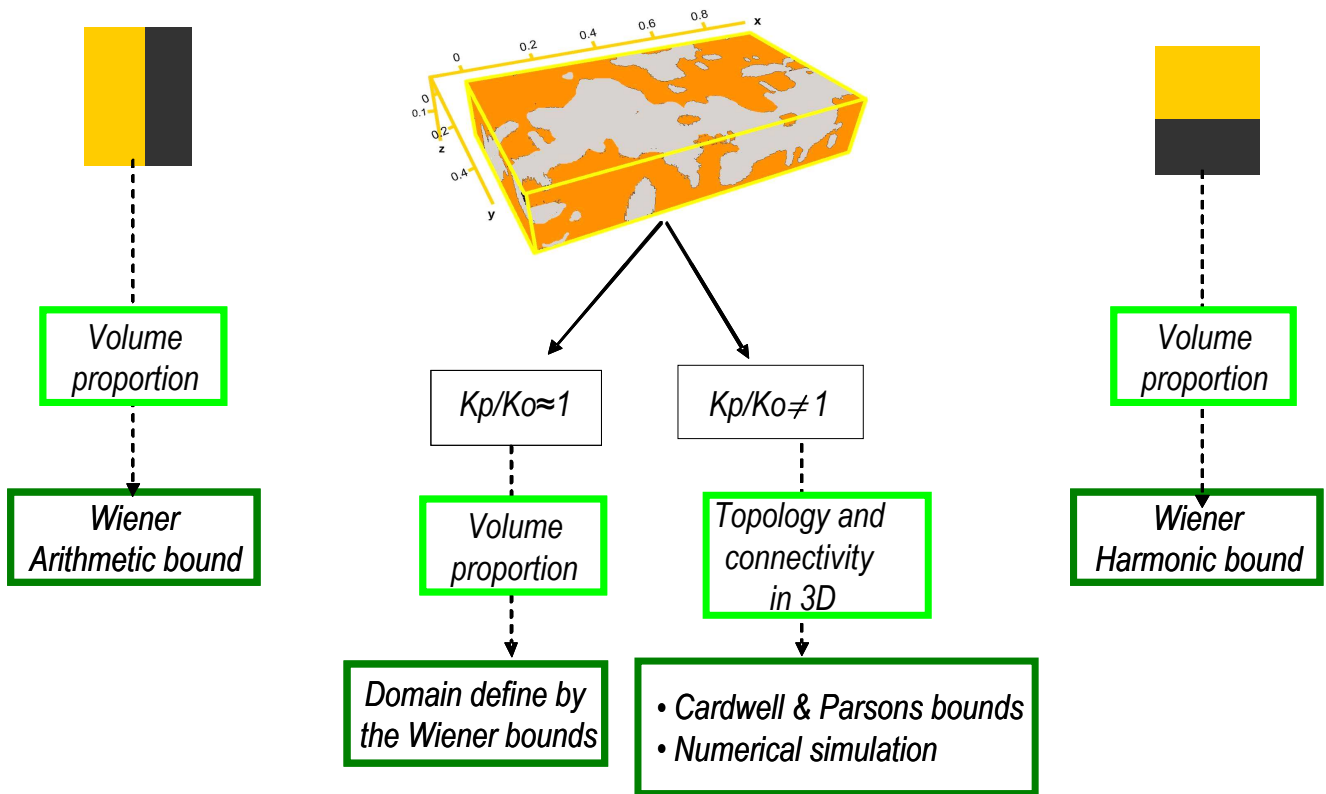 0
0.2
0.4
0.6
0.8
x
0
0.1
0.2
z
0.4
y
Volume
proportion
Wiener
Arithmetic bound
Kp/Ko≈1
Kp/Ko≠1
Volume
proportion
Topology and
connectivity
in 3D
Domain define by
the Wiener bounds
• Cardwell & Parsons bounds
• Numerical simulation
Volume
proportion
Wiener
Harmonic bound